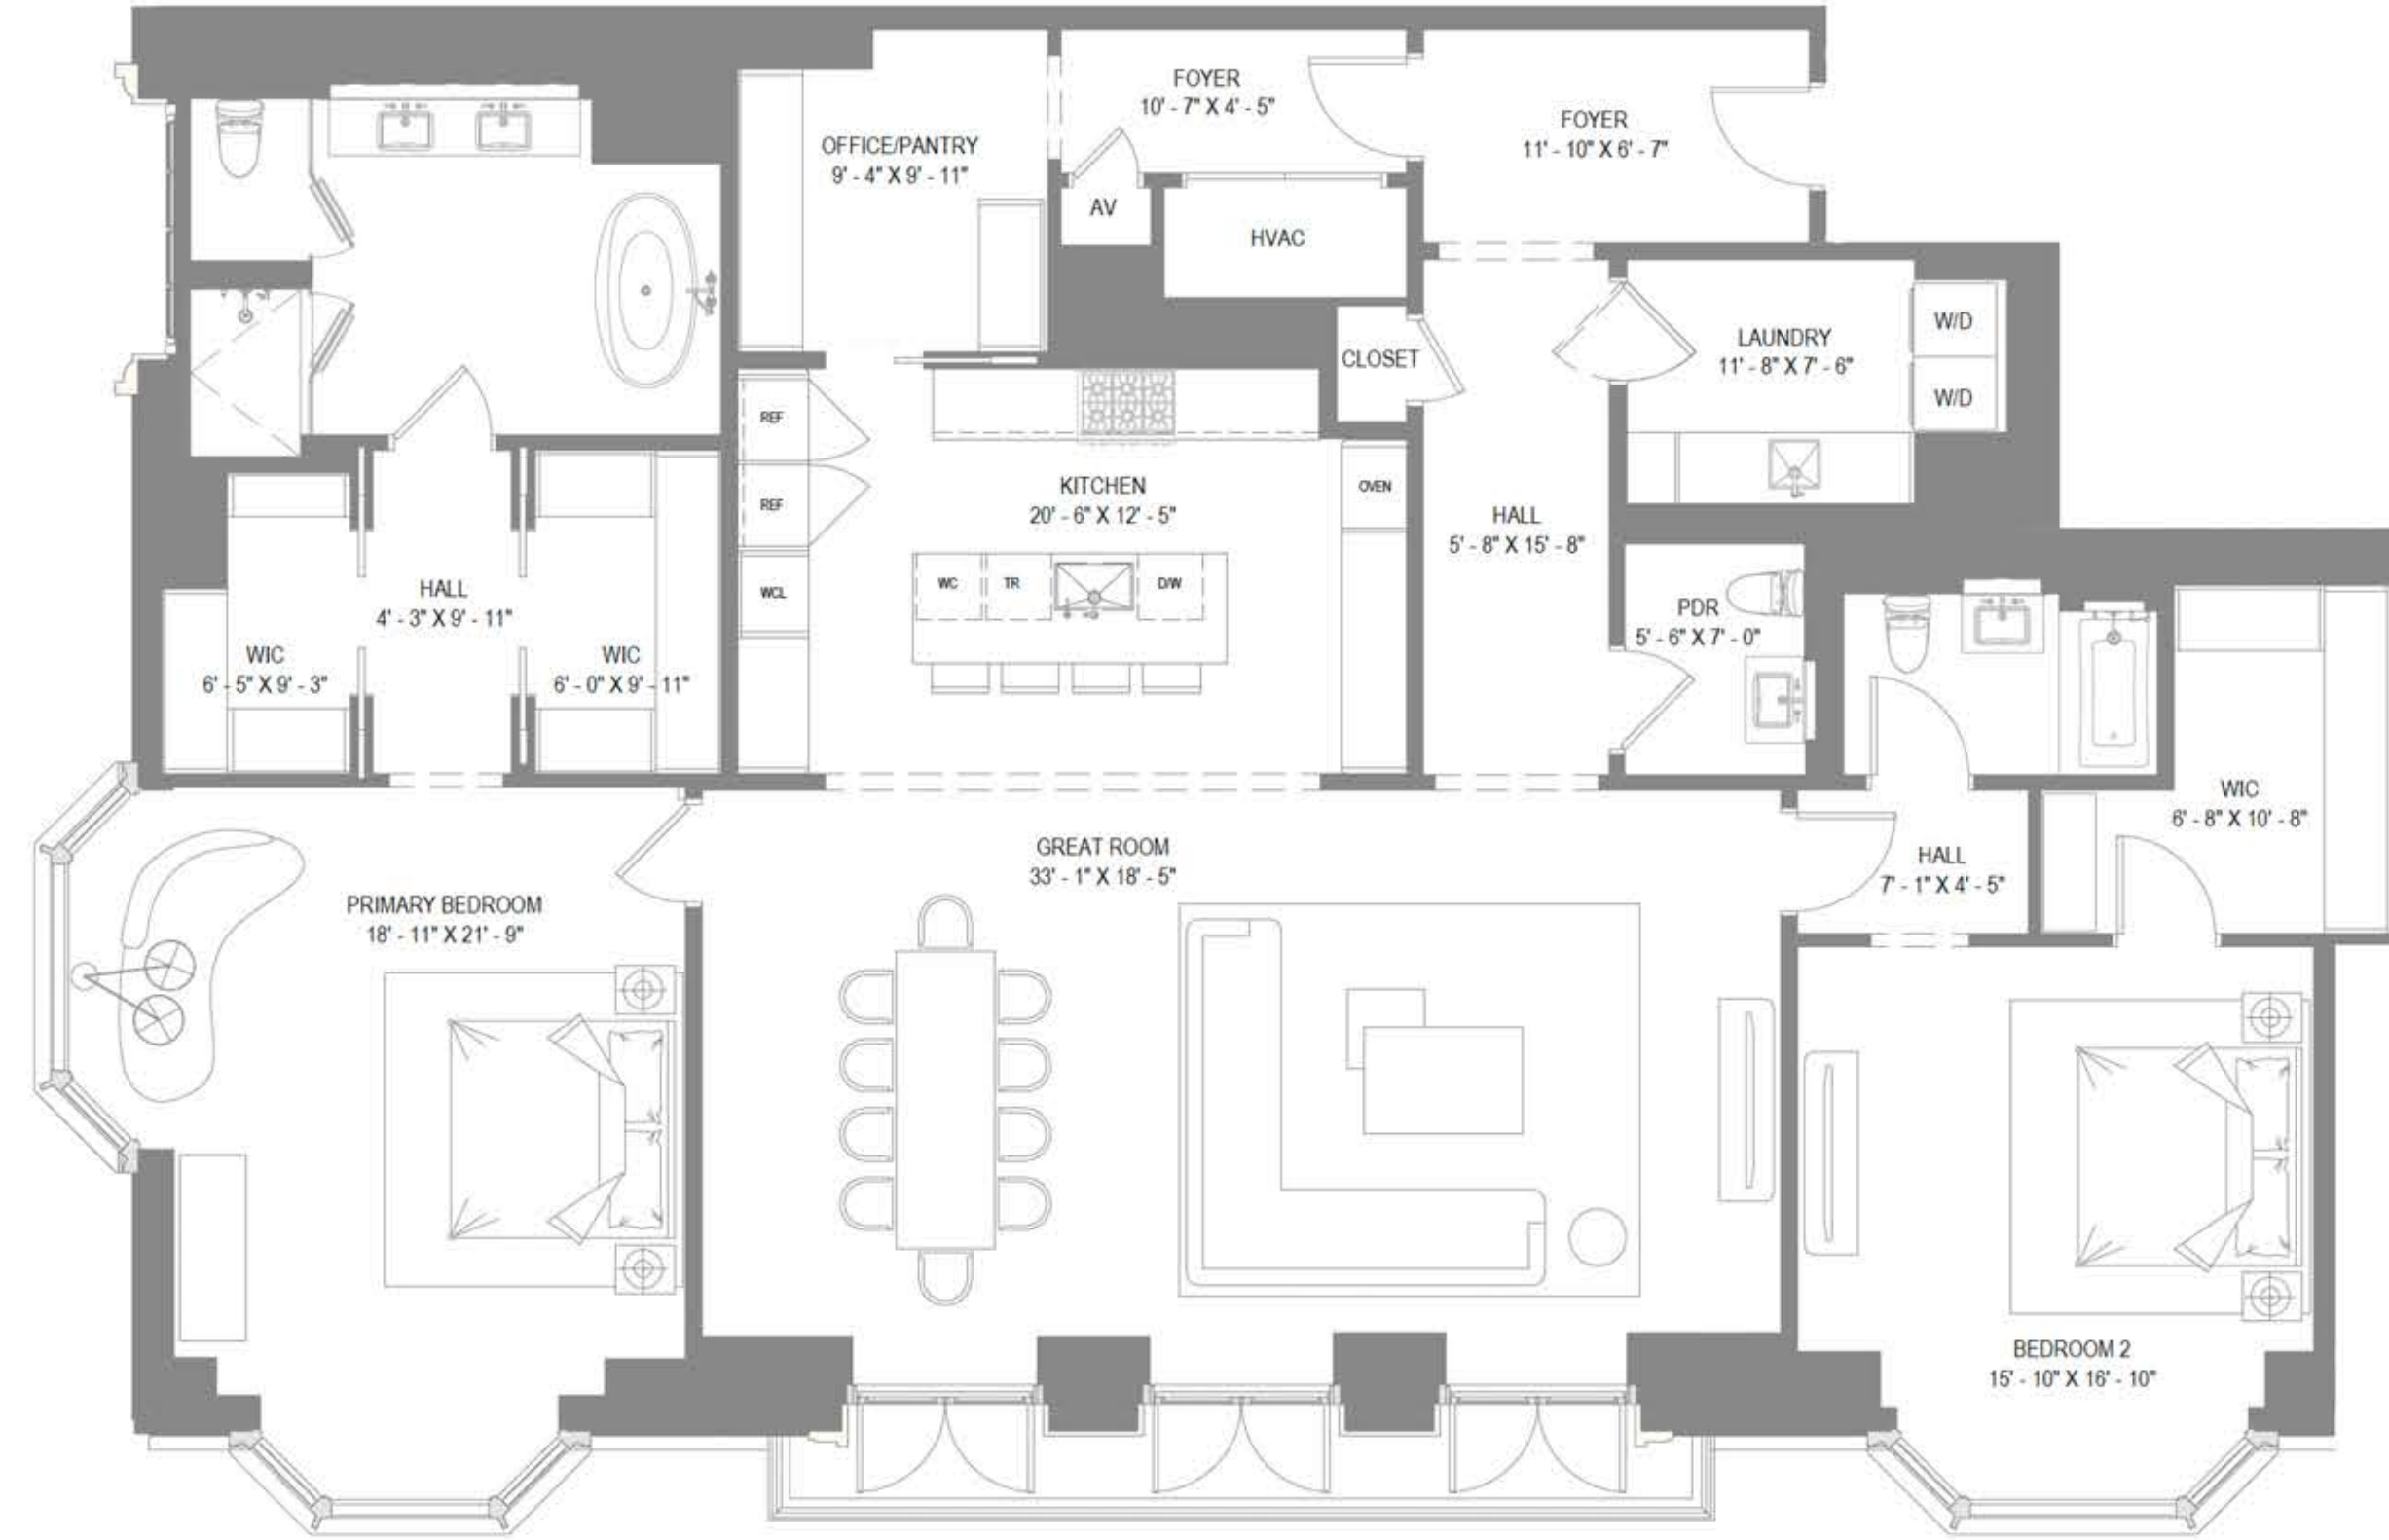 FOYER
10' - 7" X 4' - 5"
FOYER
11' - 10" X 6' - 7"
OFFICE/PANTRY
9' - 4" X 9' - 11"
AV
HVAC
CLOSET
LAUNDRY
11' - 8" X 7' - 6"
W/D
W/D
REF
REF
WCL
KITCHEN
20' - 6" X 12' - 5"
OVEN
HALL
5' - 8" X 15' - 8"
WC
TR
D/W
HALL
4' - 3" X 9' - 11"
WIC
6' - 5" X 9' - 3"
WIC
6' - 0" X 9' - 11"
PDR
5' - 6" X 7' - 0"
WIC
6' - 8" X 10' - 8"
HALL
7' - 1" X 4' - 5"
GREAT ROOM
33' - 1" X 18' - 5"
PRIMARY BEDROOM
18' - 11" X 21' - 9"
BEDROOM 2
15' - 10" X 16' - 10"